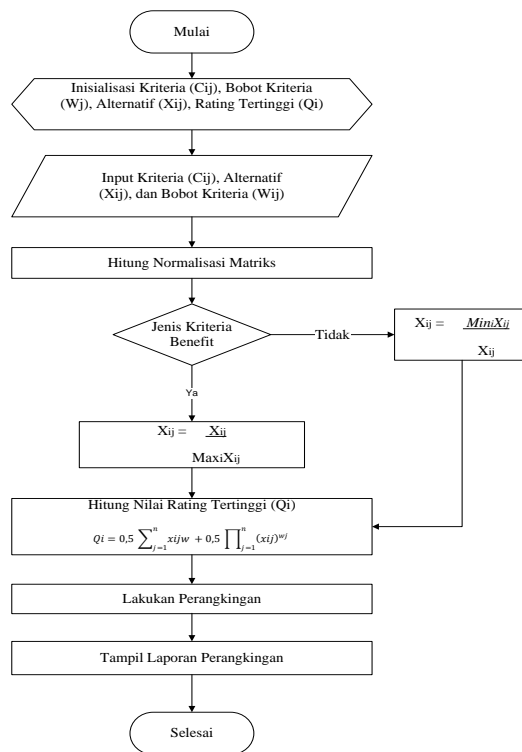 Mulai
Inisialisasi Kriteria (Cij), Bobot Kriteria
(Wj), Alternatif (Xij), Rating Tertinggi (Qi)
Input Kriteria (Cij), Alternatif
(Xij), dan Bobot Kriteria (Wij)
Hitung Normalisasi Matriks
Jenis Kriteria
Benefit
Tidak
Xij = MiniXij
Xij
Ya
Xij = Xij
MaxiXij
Hitung Nilai Rating Tertinggi (Qi)
Qi = 0,5 ∑ⁿⱼ₌₁ xijw + 0,5 ∏ⁿⱼ₌₁ (xij)ʷʲ
Lakukan Perangkingan
Tampil Laporan Perangkingan
Selesai